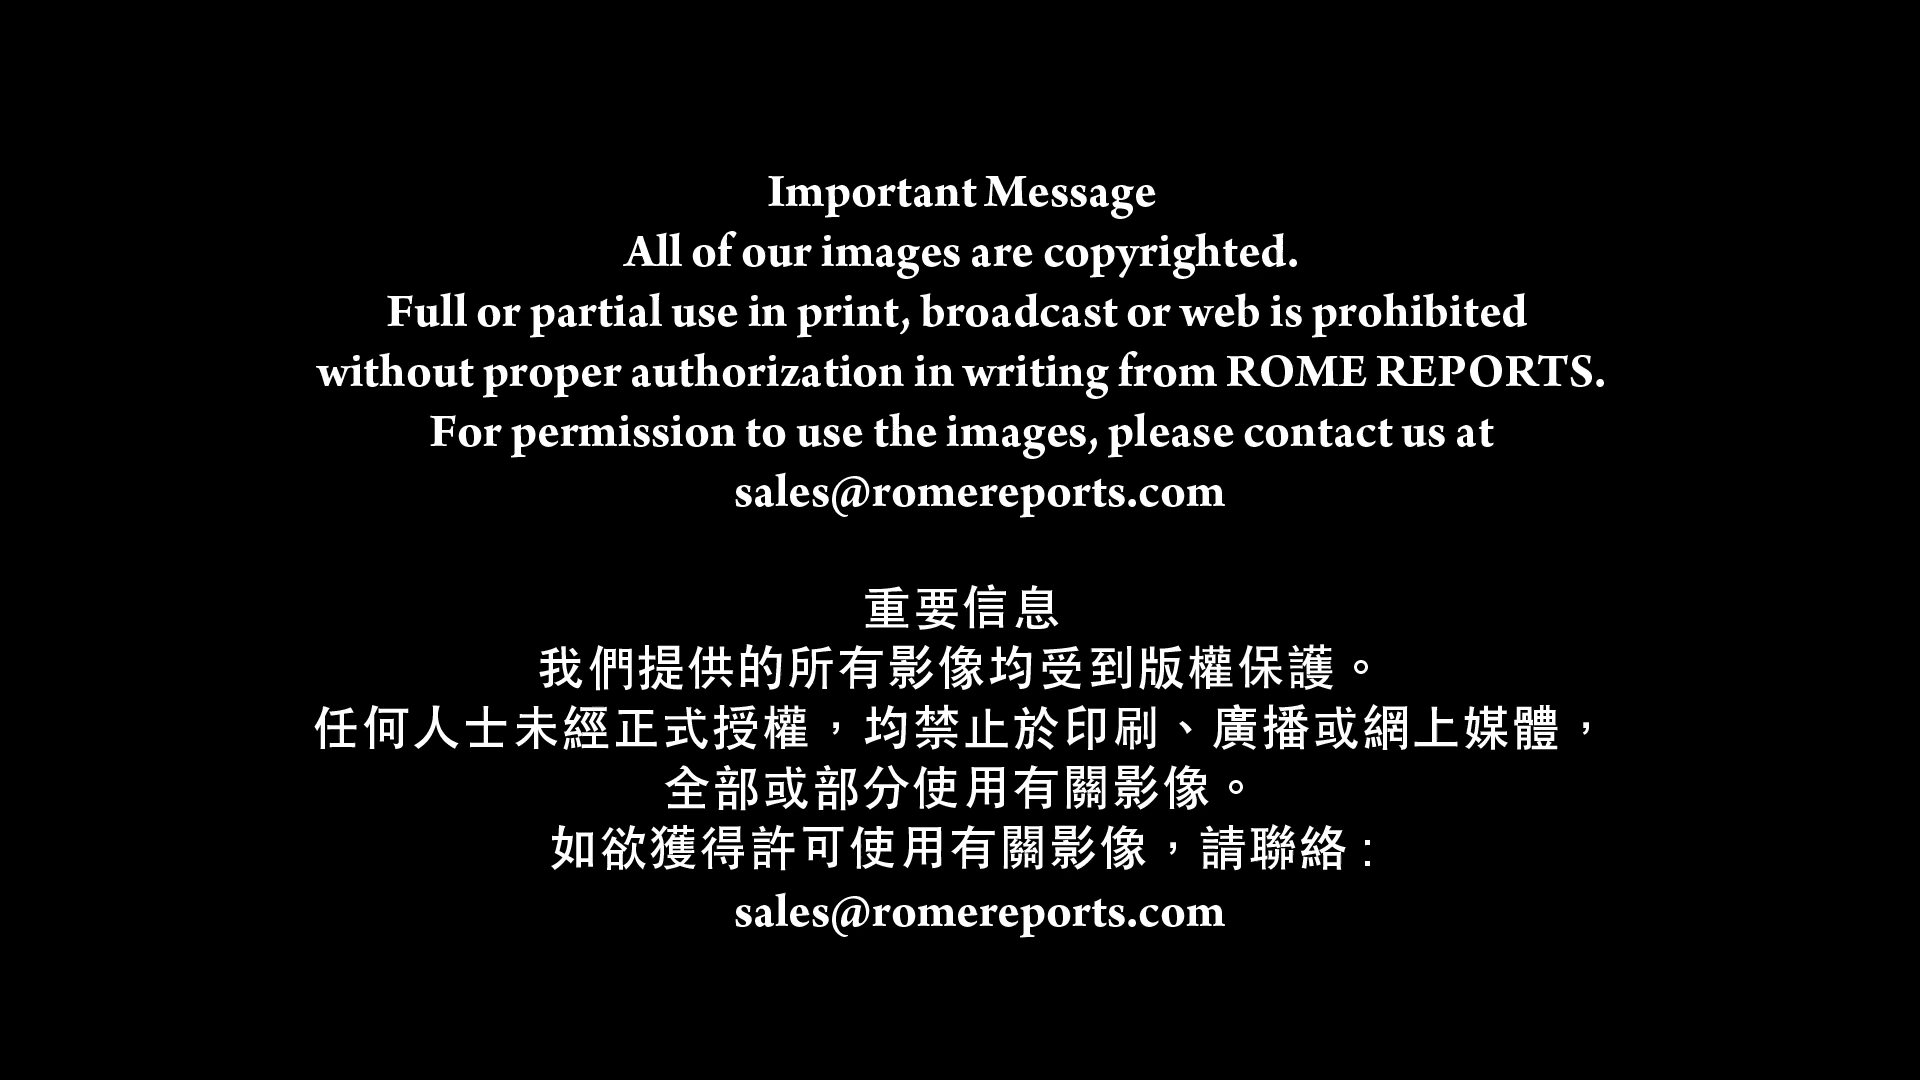 Important Message
All of our images are copyrighted.
Full or partial use in print, broadcast or web is prohibited
without proper authorization in writing from ROME REPORTS.
For permission to use the images, please contact us at
sales@romereports.com
重要信息
我們提供的所有影像均受到版權保護。
任何人士未經正式授權，均禁止於印刷、廣播或網上媒體，
全部或部分使用有關影像。
如欲獲得許可使用有關影像，請聯絡：
sales@romereports.com